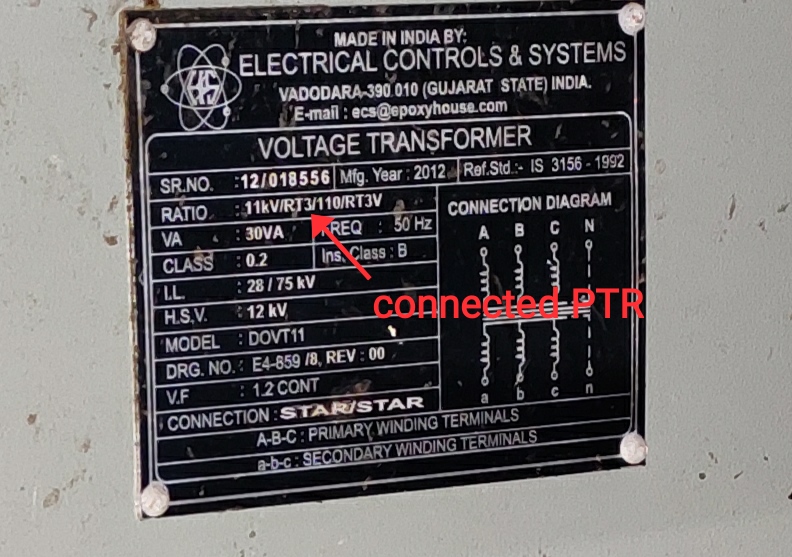 MADE IN INDIA BY:
HS
ELECTRICAL CONTROLS & SYSTEMS
VADODARA-390 010 (GUJARAT STATE) INDIA.
E-mail : ecs@epoxyhouse.com
VOLTAGE TRANSFORMER
SR.NO. : 12/018556 Mfg. Year : 2012 Ref.Std.:- IS 3156 - 1992
RATIO : 11kV/RT3/110/RT3V
VA : 30VA FREQ : 50 Hz
CLASS : 0.2 Ins. Class : B
I.L. : 28 / 75 kV
H.S.V. : 12 kV
MODEL : DOVT11
DRG. NO. : E4-859 /8, REV : 00
V.F : 1.2 CONT
CONNECTION : STAR/STAR
CONNECTION DIAGRAM
A B C N
a b c n
A-B-C : PRIMARY WINDING TERMINALS
a-b-c : SECONDARY WINDING TERMINALS
connected PTR